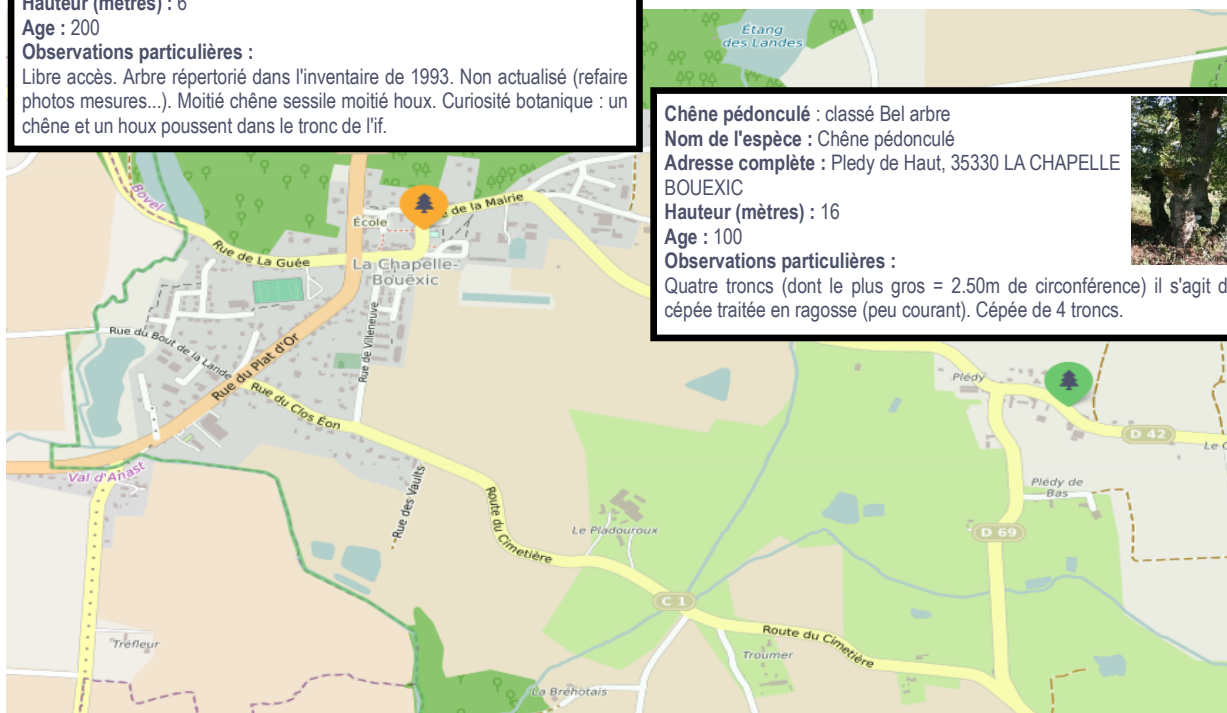 Hauteur (mètres) : 6
Age : 200
Observations particulières :
Libre accès. Arbre répertorié dans l'inventaire de 1993. Non actualisé (refaire
photos mesures...). Moitié chêne sessile moitié houx. Curiosité botanique : un
chêne et un houx poussent dans le tronc de l'if.
Étang
des Landes
Chêne pédonculé : classé Bel arbre
Nom de l'espèce : Chêne pédonculé
Adresse complète : Pledy de Haut, 35330 LA CHAPELLE
BOUEXIC
Hauteur (mètres) : 16
Age : 100
Observations particulières :
Quatre troncs (dont le plus gros = 2.50m de circonférence) il s'agit d
cépée traitée en ragosse (peu courant). Cépée de 4 troncs.
Bovel
École
de la Mairie
Rue de La Guée
La Chapelle-
Bouëxic
Rue du Bout de la Lande
Rue du Plat d'Or
Rue de Villeneuve
Rue du Clos Éon
Plédy
D 42
Le
Val d'Anast
Rue des Vaults
Route du Cimetière
Plédy de
Bas
Le Pladouroux
D 69
C 1
Route du Cimetière
Tréfleur
Troumer
La Bréhotais